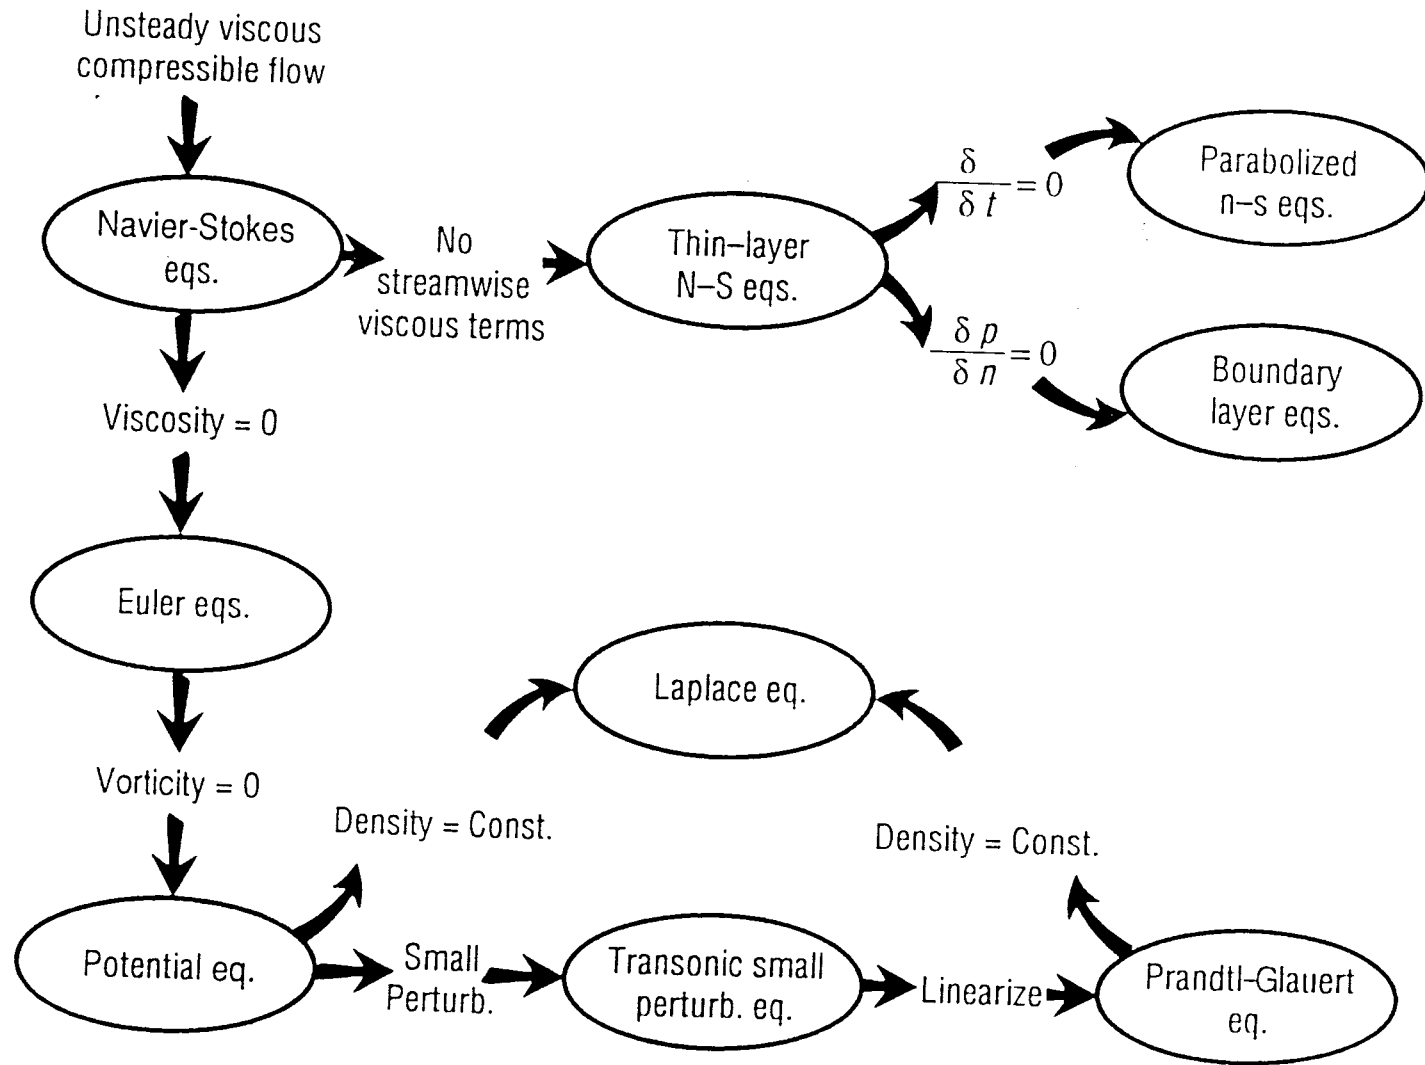 Unsteady viscous
compressible flow
Navier-Stokes
eqs.
No
streamwise
viscous terms
Thin–layer
N–S eqs.
δ
δ t
= 0
Parabolized
n–s eqs.
δ p
δ n
= 0
Boundary
layer eqs.
Viscosity = 0
Euler eqs.
Laplace eq.
Vorticity = 0
Density = Const.
Density = Const.
Potential eq.
Small
Perturb.
Transonic small
perturb. eq.
Linearize
Prandtl-Glauert
eq.